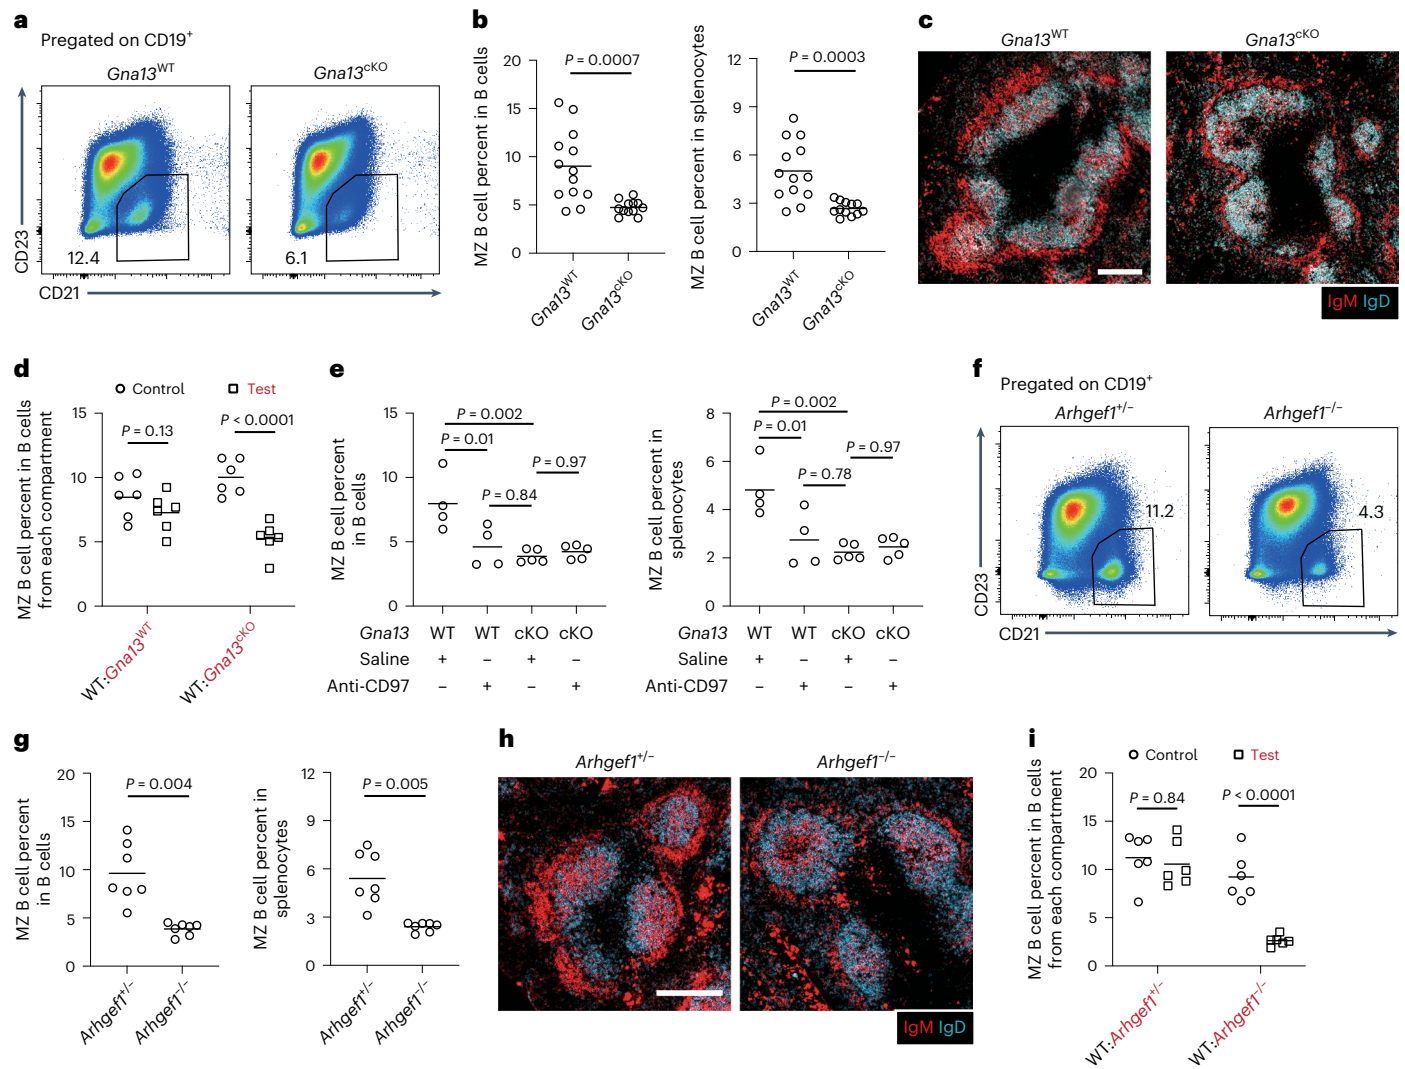 a
Pregated on CD19+
Gna13WT
Gna13cKO
CD23
12.4
6.1
CD21
b
MZ B cell percent in B cells
20
15
10
5
0
P = 0.0007
Gna13WT
Gna13cKO
MZ B cell percent in splenocytes
12
9
6
3
0
P = 0.0003
Gna13WT
Gna13cKO
c
Gna13WT
Gna13cKO
IgM IgD
d
Control
Test
MZ B cell percent in B cells
from each compartment
15
10
5
0
P = 0.13
P < 0.0001
WT:Gna13WT
WT:Gna13cKO
e
MZ B cell percent
in B cells
15
10
5
0
P = 0.002
P = 0.01
P = 0.84
P = 0.97
Gna13 WT WT cKO cKO
Saline + – + –
Anti-CD97 – + – +
MZ B cell percent in
splenocytes
8
6
4
2
0
P = 0.002
P = 0.01
P = 0.78
P = 0.97
Gna13 WT WT cKO cKO
Saline + – + –
Anti-CD97 – + – +
f
Pregated on CD19+
Arhgef1+/–
Arhgef1–/–
CD23
11.2
4.3
CD21
g
MZ B cell percent
in B cells
20
15
10
5
0
P = 0.004
Arhgef1+/–
Arhgef1–/–
MZ B cell percent in
splenocytes
12
9
6
3
0
P = 0.005
Arhgef1+/–
Arhgef1–/–
h
Arhgef1+/–
Arhgef1–/–
IgM IgD
i
Control
Test
MZ B cell percent in B cells
from each compartment
20
15
10
5
0
P = 0.84
P < 0.0001
WT:Arhgef1+/–
WT:Arhgef1–/–